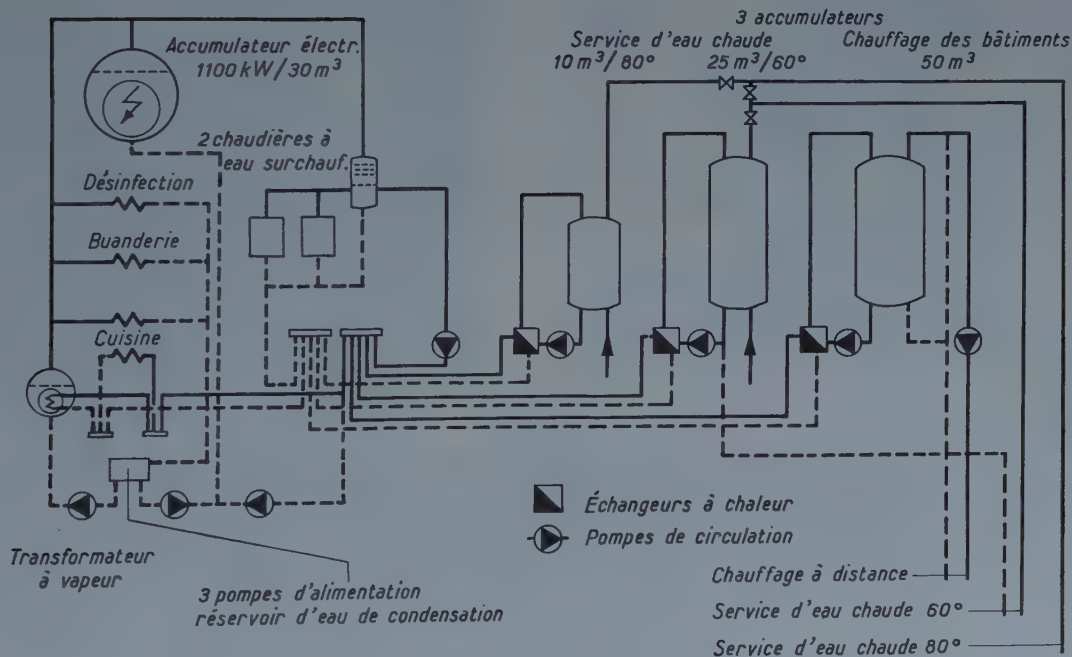 3 accumulateurs
Accumulateur électr.
1100 kW/30 m³
Service d'eau chaude
10 m³/80° 25 m³/60°
Chauffage des bâtiments
50 m³
2 chaudières à
eau surchauf.
Désinfection
Buanderie
Cuisine
Échangeurs à chaleur
Pompes de circulation
Transformateur
à vapeur
3 pompes d'alimentation
réservoir d'eau de condensation
Chauffage à distance
Service d'eau chaude 60°
Service d'eau chaude 80°